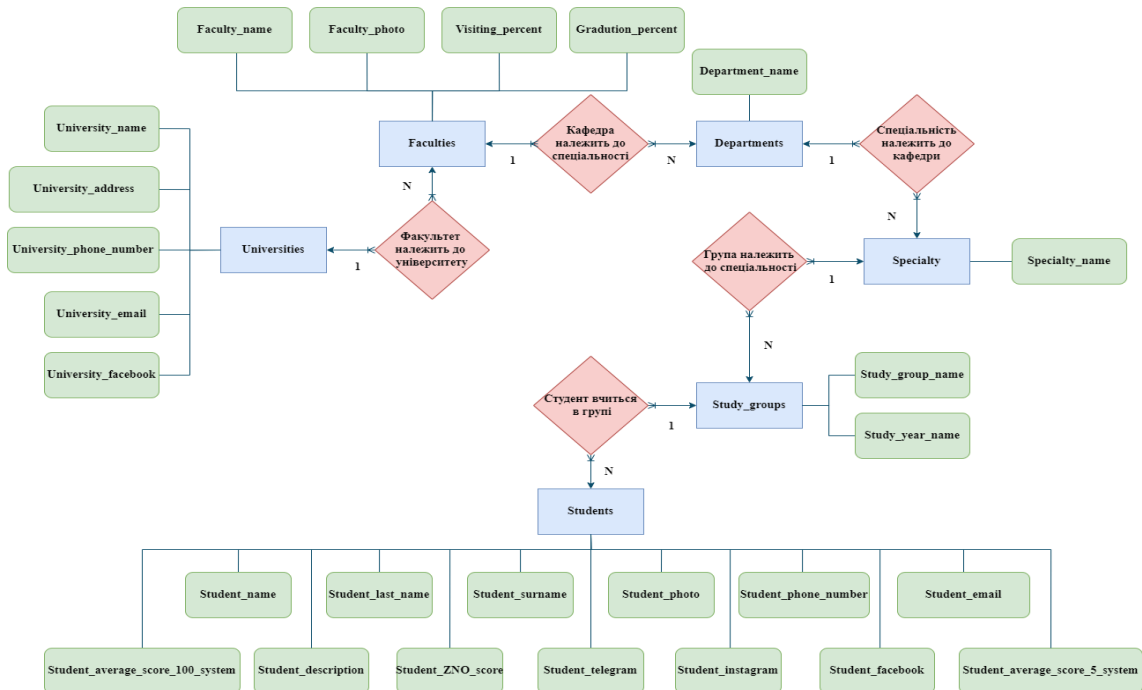 Faculty_name
Faculty_photo
Visiting_percent
Gradution_percent
Department_name
University_name
Faculties
1
Кафедра
належить до
спеціальності
N
Departments
1
Спеціальність
належить до
кафедри
University_address
N
N
University_phone_number
Universities
1
Факультет
належить до
університету
Група належить
до спеціальності
1
Specialty
Specialty_name
University_email
N
University_facebook
Студент вчиться
в групі
1
Study_groups
Study_group_name
Study_year_name
N
Students
Student_name
Student_last_name
Student_surname
Student_photo
Student_phone_number
Student_email
Student_average_score_100_system
Student_description
Student_ZNO_score
Student_telegram
Student_instagram
Student_facebook
Student_average_score_5_system